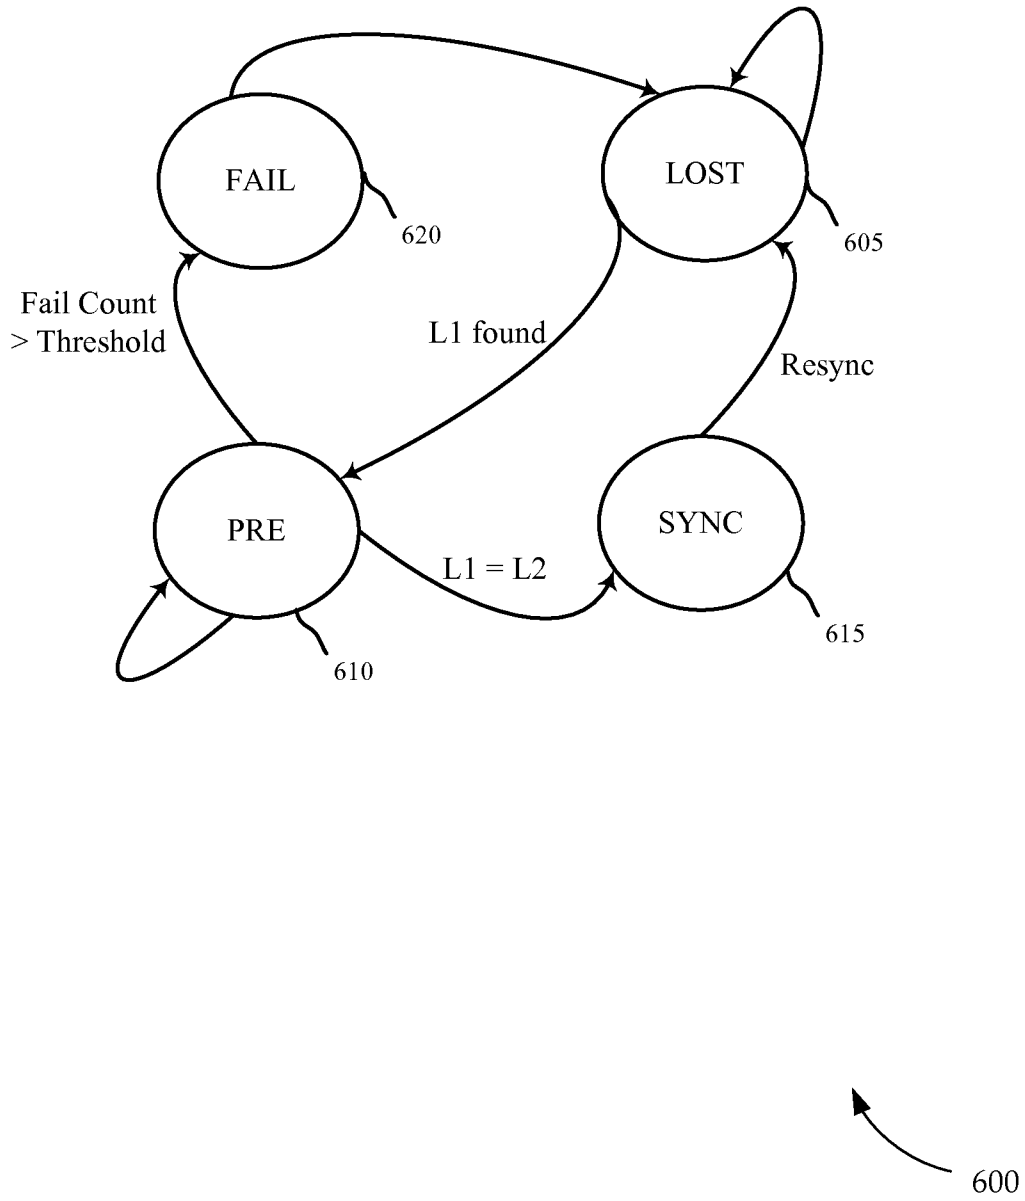 FAIL
LOST
620
605
Fail Count
> Threshold
L1 found
Resync
PRE
SYNC
L1 = L2
615
610
600